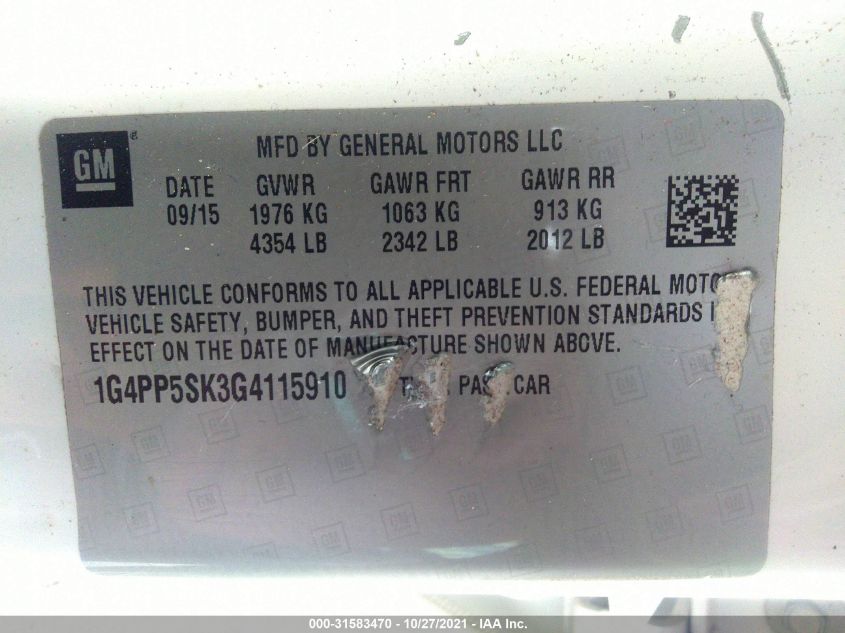 GM
MFD BY GENERAL MOTORS LLC
DATE GVWR GAWR FRT GAWR RR
09/15 1976 KG 1063 KG 913 KG
4354 LB 2342 LB 2012 LB
THIS VEHICLE CONFORMS TO ALL APPLICABLE U.S. FEDERAL
VEHICLE SAFETY, BUMPER, AND THEFT PREVENTION STANDARDS
EFFECT ON THE DATE OF MANUFACTURE SHOWN ABOVE.
1G4PP5SK3G4115910 CAR
000-31583470 - 10/27/2021 - IAA Inc.